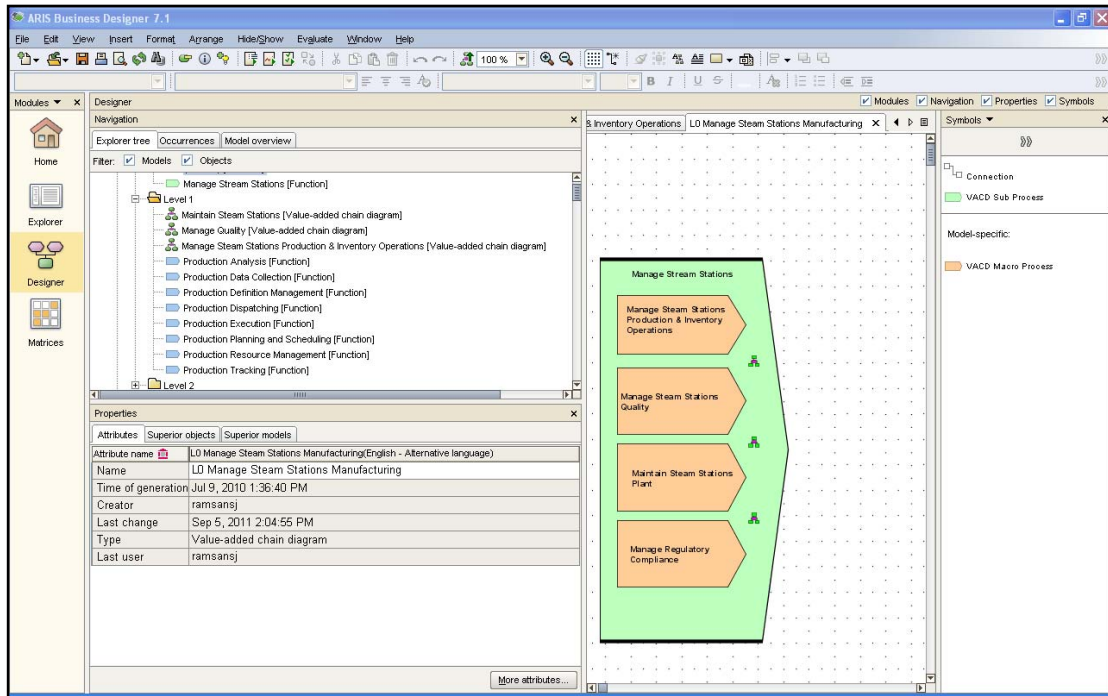 ARIS Business Designer 7.1
File Edit View Insert Format Arrange Hide/Show Evaluate Window Help
100 %
B I U S
Modules
Designer
Modules Navigation Properties Symbols
Home
Explorer
Designer
Matrices
Navigation
Explorer tree Occurrences Model overview
Filter: Models Objects
Manage Stream Stations [Function]
Level 1
Maintain Steam Stations [Value-added chain diagram]
Manage Quality [Value-added chain diagram]
Manage Steam Stations Production & Inventory Operations [Value-added chain diagram]
Production Analysis [Function]
Production Data Collection [Function]
Production Definition Management [Function]
Production Dispatching [Function]
Production Execution [Function]
Production Planning and Scheduling [Function]
Production Resource Management [Function]
Production Tracking [Function]
Level 2
Properties
Attributes Superior objects Superior models
Attribute name L0 Manage Steam Stations Manufacturing(English - Alternative language)
Name L0 Manage Steam Stations Manufacturing
Time of generation Jul 9, 2010 1:36:40 PM
Creator ramsansj
Last change Sep 5, 2011 2:04:55 PM
Type Value-added chain diagram
Last user ramsansj
More attributes...
& Inventory Operations L0 Manage Steam Stations Manufacturing
Manage Stream Stations
Manage Steam Stations
Production & Inventory
Operations
Manage Steam Stations
Quality
Maintain Steam Stations
Plant
Manage Regulatory
Compliance
Symbols
Connection
VACD Sub Process
Model-specific:
VACD Macro Process